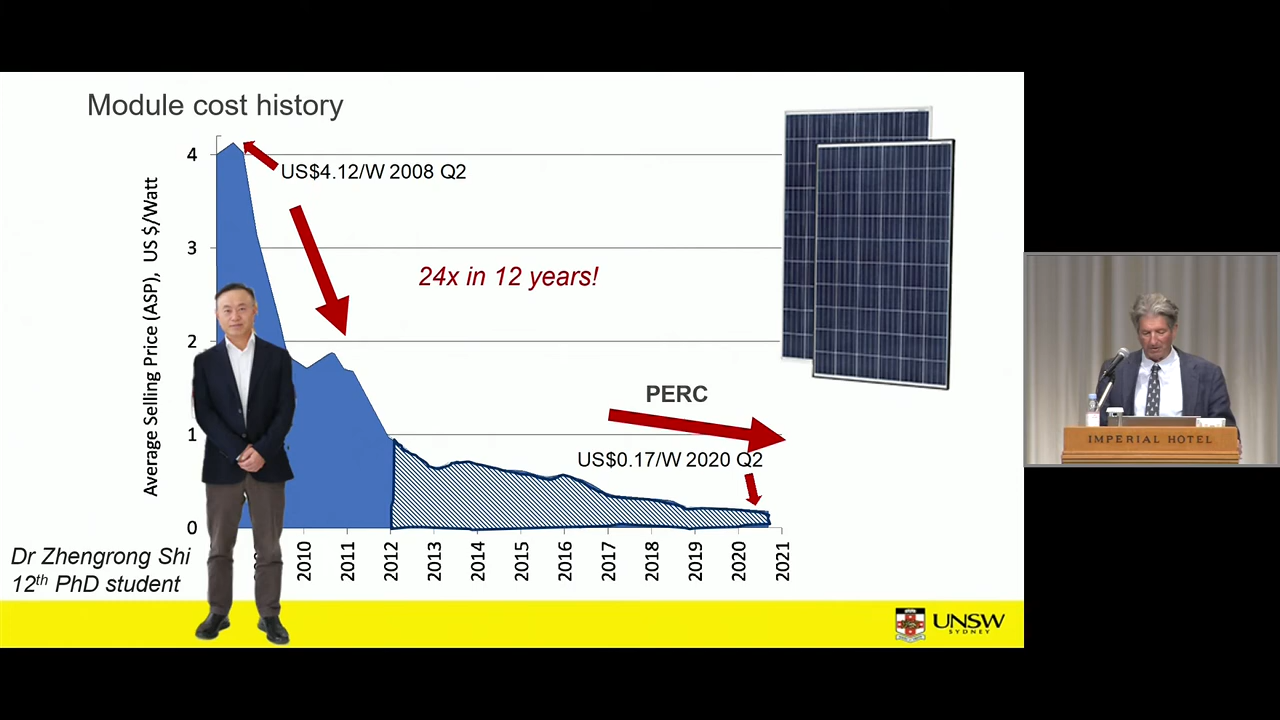 Module cost history
Average Selling Price (ASP), US $/Watt
4
3
2
1
0
US$4.12/W 2008 Q2
24x in 12 years!
PERC
US$0.17/W 2020 Q2
2010
2011
2012
2013
2014
2015
2016
2017
2018
2019
2020
2021
Dr Zhengrong Shi
12th PhD student
UNSW
SYDNEY
IMPERIAL HOTEL